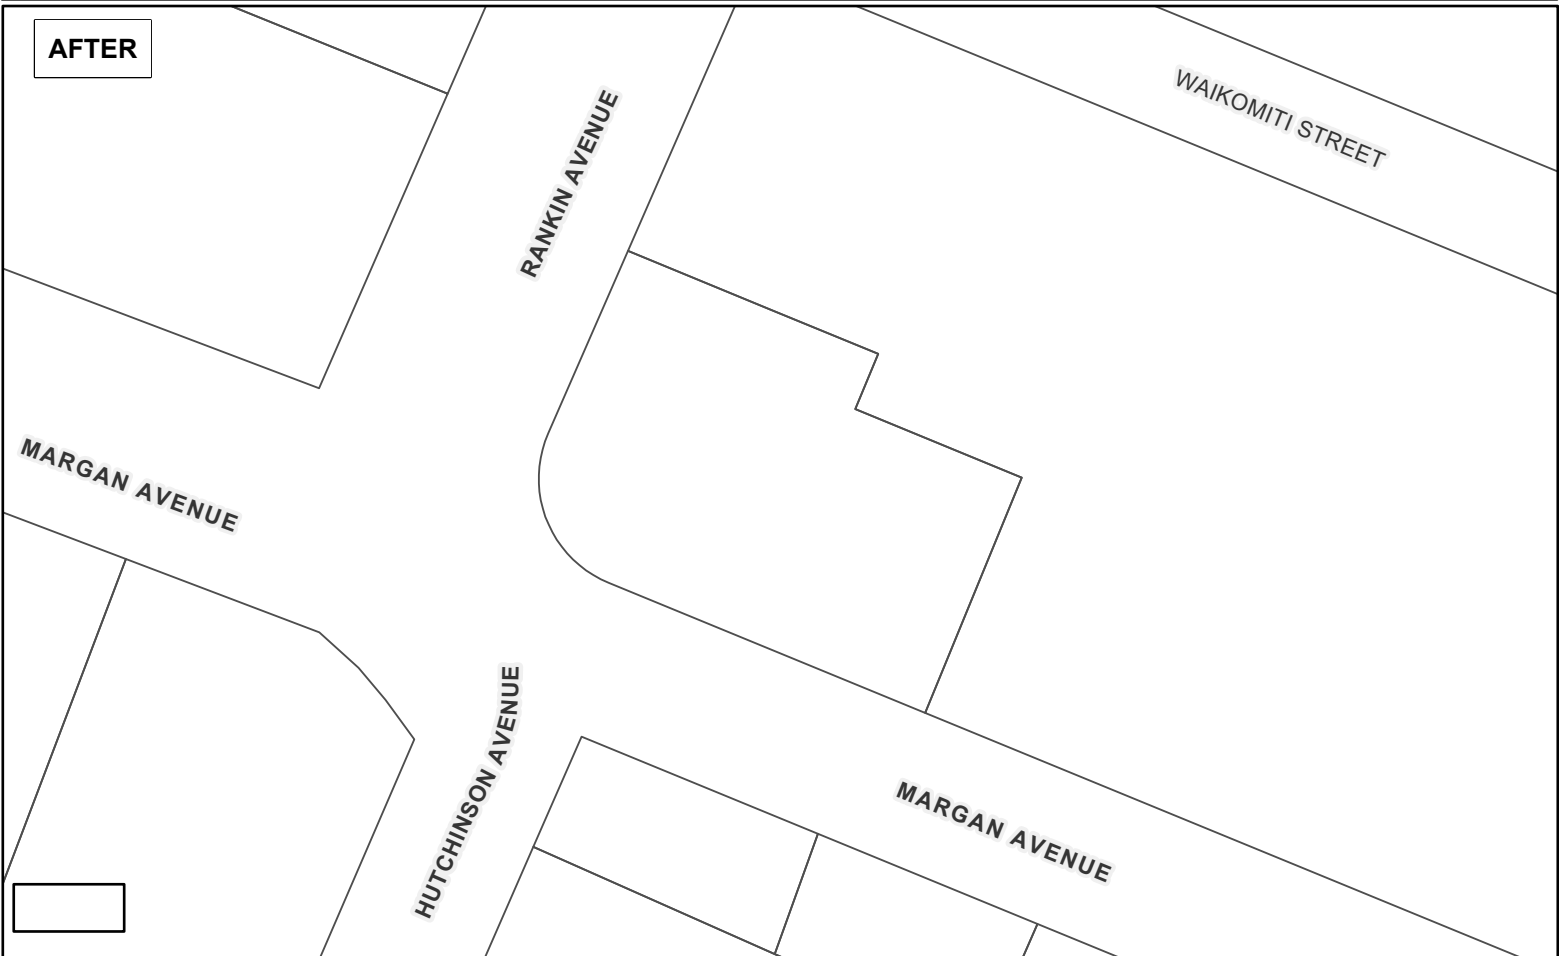 AFTER
WAIKOMITI STREET
RANKIN AVENUE
MARGAN AVENUE
HUTCHINSON AVENUE
MARGAN AVENUE